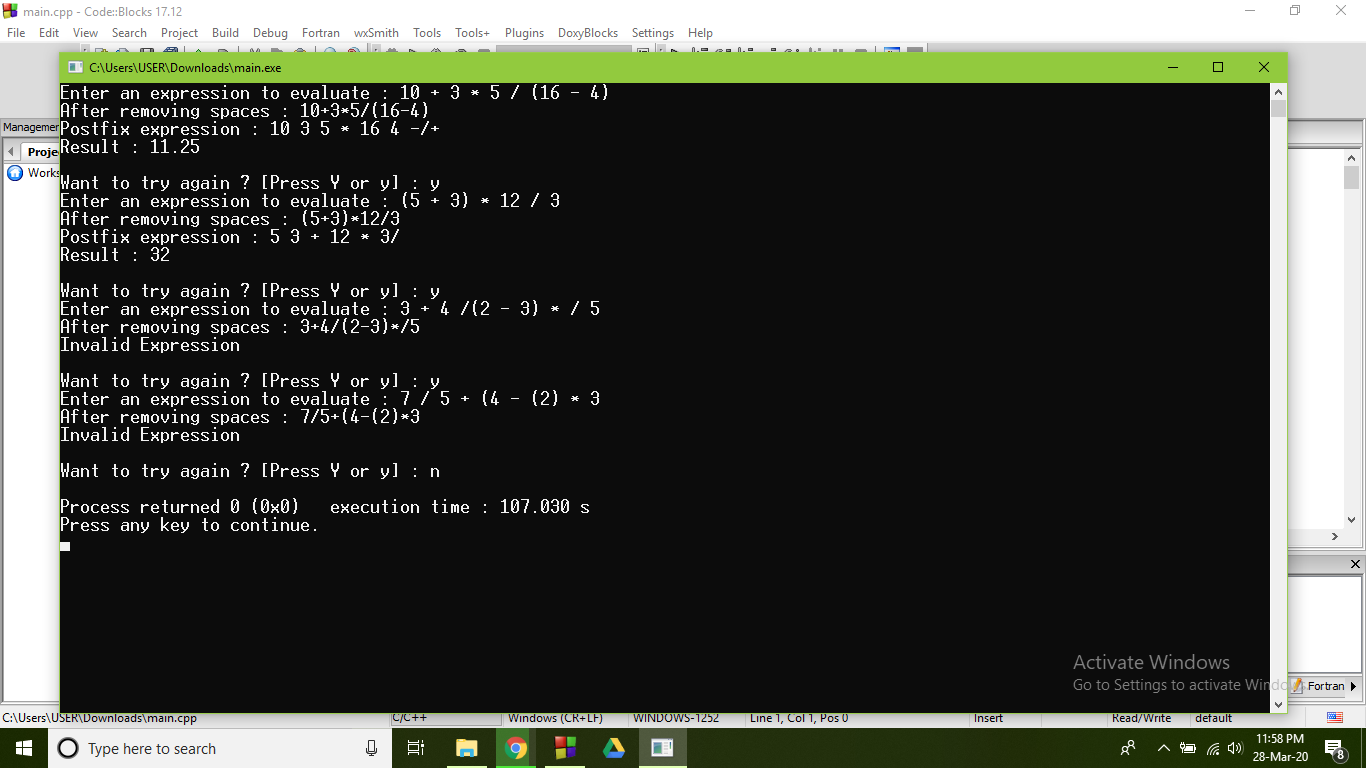 main.cpp - Code::Blocks 17.12
File Edit View Search Project Build Debug Fortran wxSmith Tools Tools+ Plugins DoxyBlocks Settings Help
C:\Users\USER\Downloads\main.exe
Managemen
Proje
Works
Enter an expression to evaluate : 10 + 3 * 5 / (16 - 4)
After removing spaces : 10+3*5/(16-4)
Postfix expression : 10 3 5 * 16 4 -/+
Result : 11.25
Want to try again ? [Press Y or y] : y
Enter an expression to evaluate : (5 + 3) * 12 / 3
After removing spaces : (5+3)*12/3
Postfix expression : 5 3 + 12 * 3/
Result : 32
Want to try again ? [Press Y or y] : y
Enter an expression to evaluate : 3 + 4 /(2 - 3) * / 5
After removing spaces : 3+4/(2-3)*/5
Invalid Expression
Want to try again ? [Press Y or y] : y
Enter an expression to evaluate : 7 / 5 + (4 - (2) * 3
After removing spaces : 7/5+(4-(2)*3
Invalid Expression
Want to try again ? [Press Y or y] : n
Process returned 0 (0x0) execution time : 107.030 s
Press any key to continue.
Activate Windows
Go to Settings to activate Windows.
Fortran
C:\Users\USER\Downloads\main.cpp C/C++ Windows (CR+LF) WINDOWS-1252 Line 1, Col 1, Pos 0 Insert Read/Write default
Type here to search
11:58 PM
28-Mar-20
8